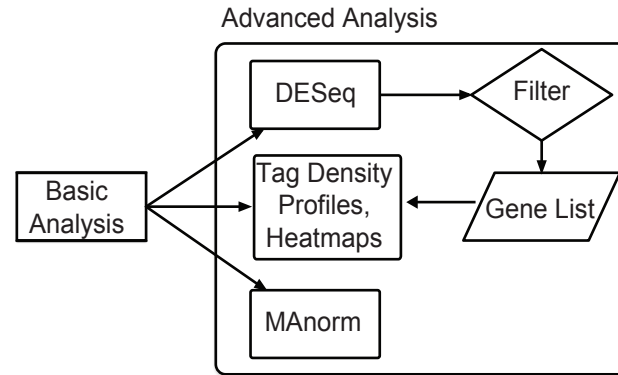 Advanced Analysis
DESeq
Filter
Basic
Analysis
Tag Density
Profiles,
Heatmaps
Gene List
MAnorm